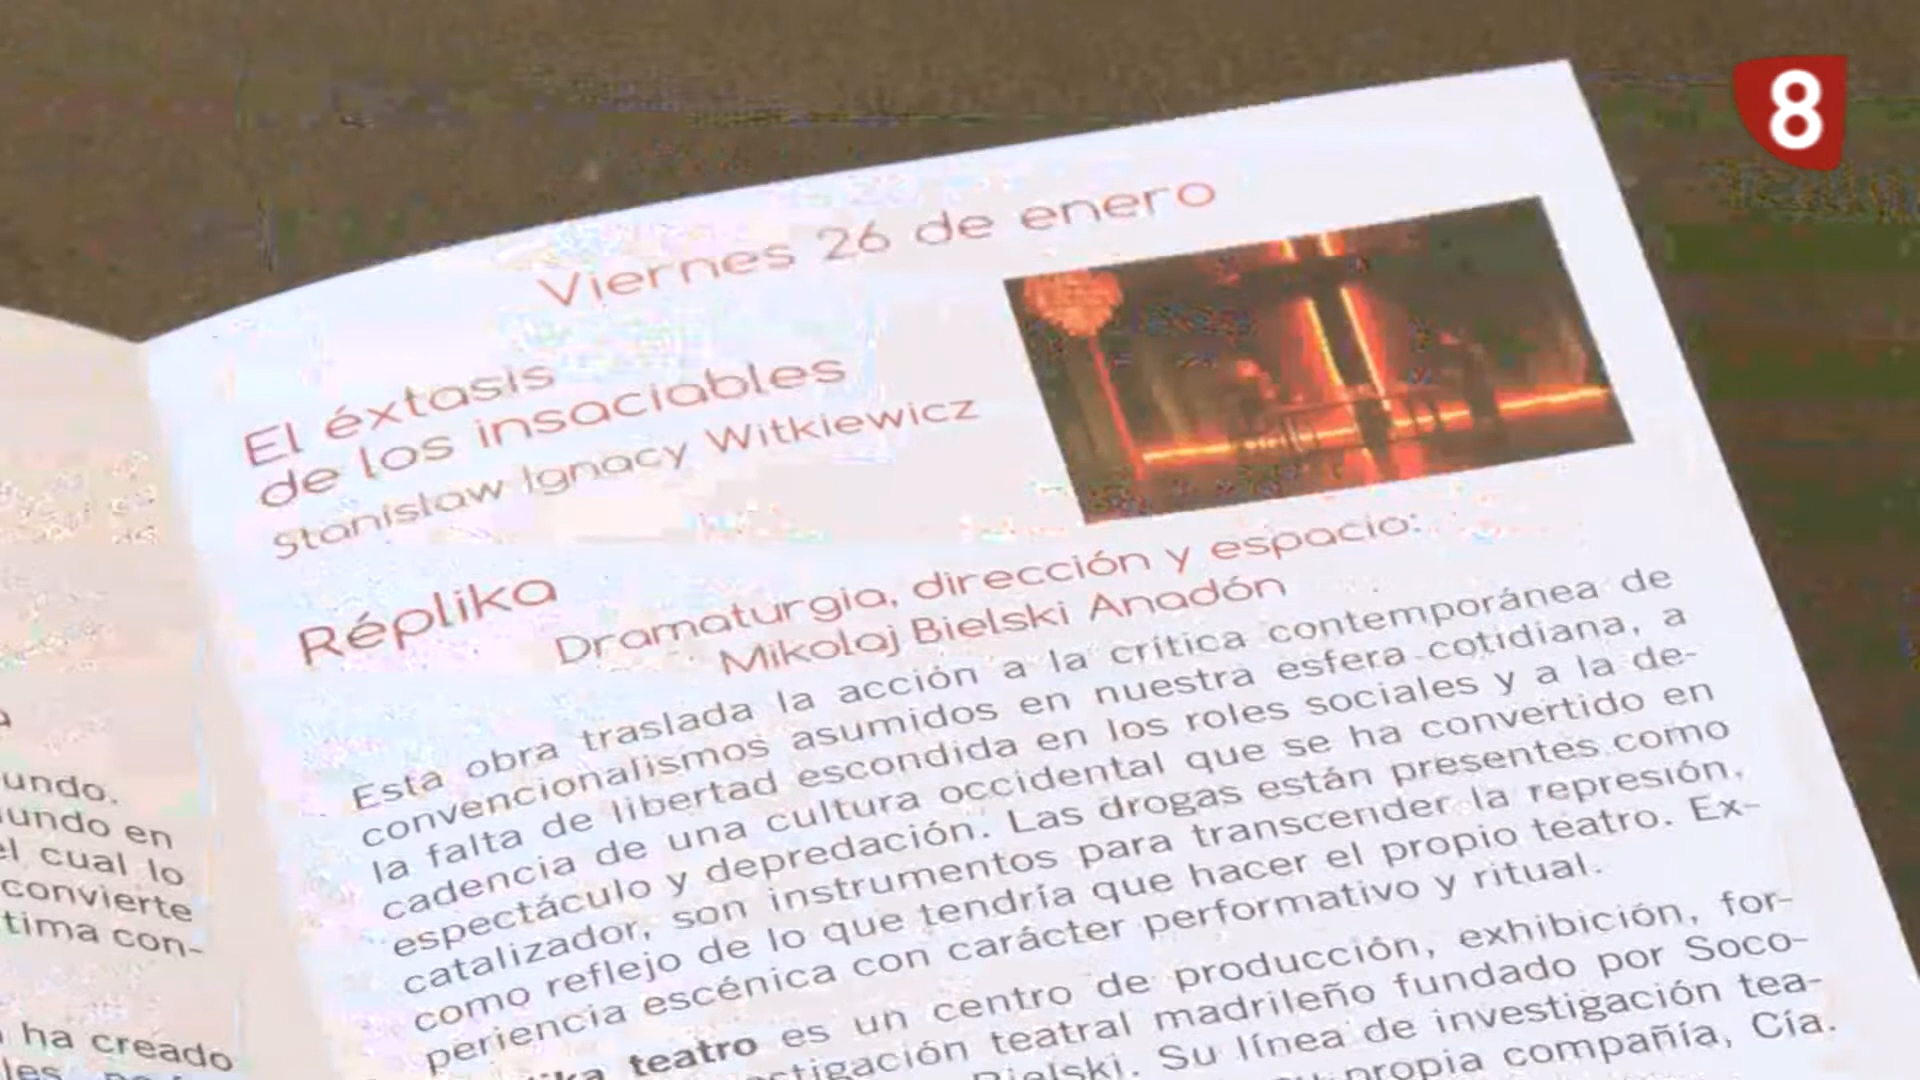 8
Viernes 26 de enero
El éxtasis
de los insaciables
Stanislaw Ignacy Witkiewicz
Réplika
Dramaturgia, dirección y espacio:
Mikolaj Bielski Anadón
Esta obra traslada la acción a la crítica contemporánea de
convencionalismos asumidos en nuestra esfera cotidiana, a
la falta de libertad escondida en los roles sociales y a la de-
cadencia de una cultura occidental que se ha convertido en
espectáculo y depredación. Las drogas están presentes como
catalizador, son instrumentos para transcender la represión,
como reflejo de lo que tendría que hacer el propio teatro. Ex-
periencia escénica con carácter performativo y ritual.
teatro es un centro de producción, exhibición, for-
teatral madrileño fundado por Soco-
Bielski. Su línea de investigación tea-
propia compañía, Cía.
undo.
undo en
el cual lo
convierte
tima con-
ha creado